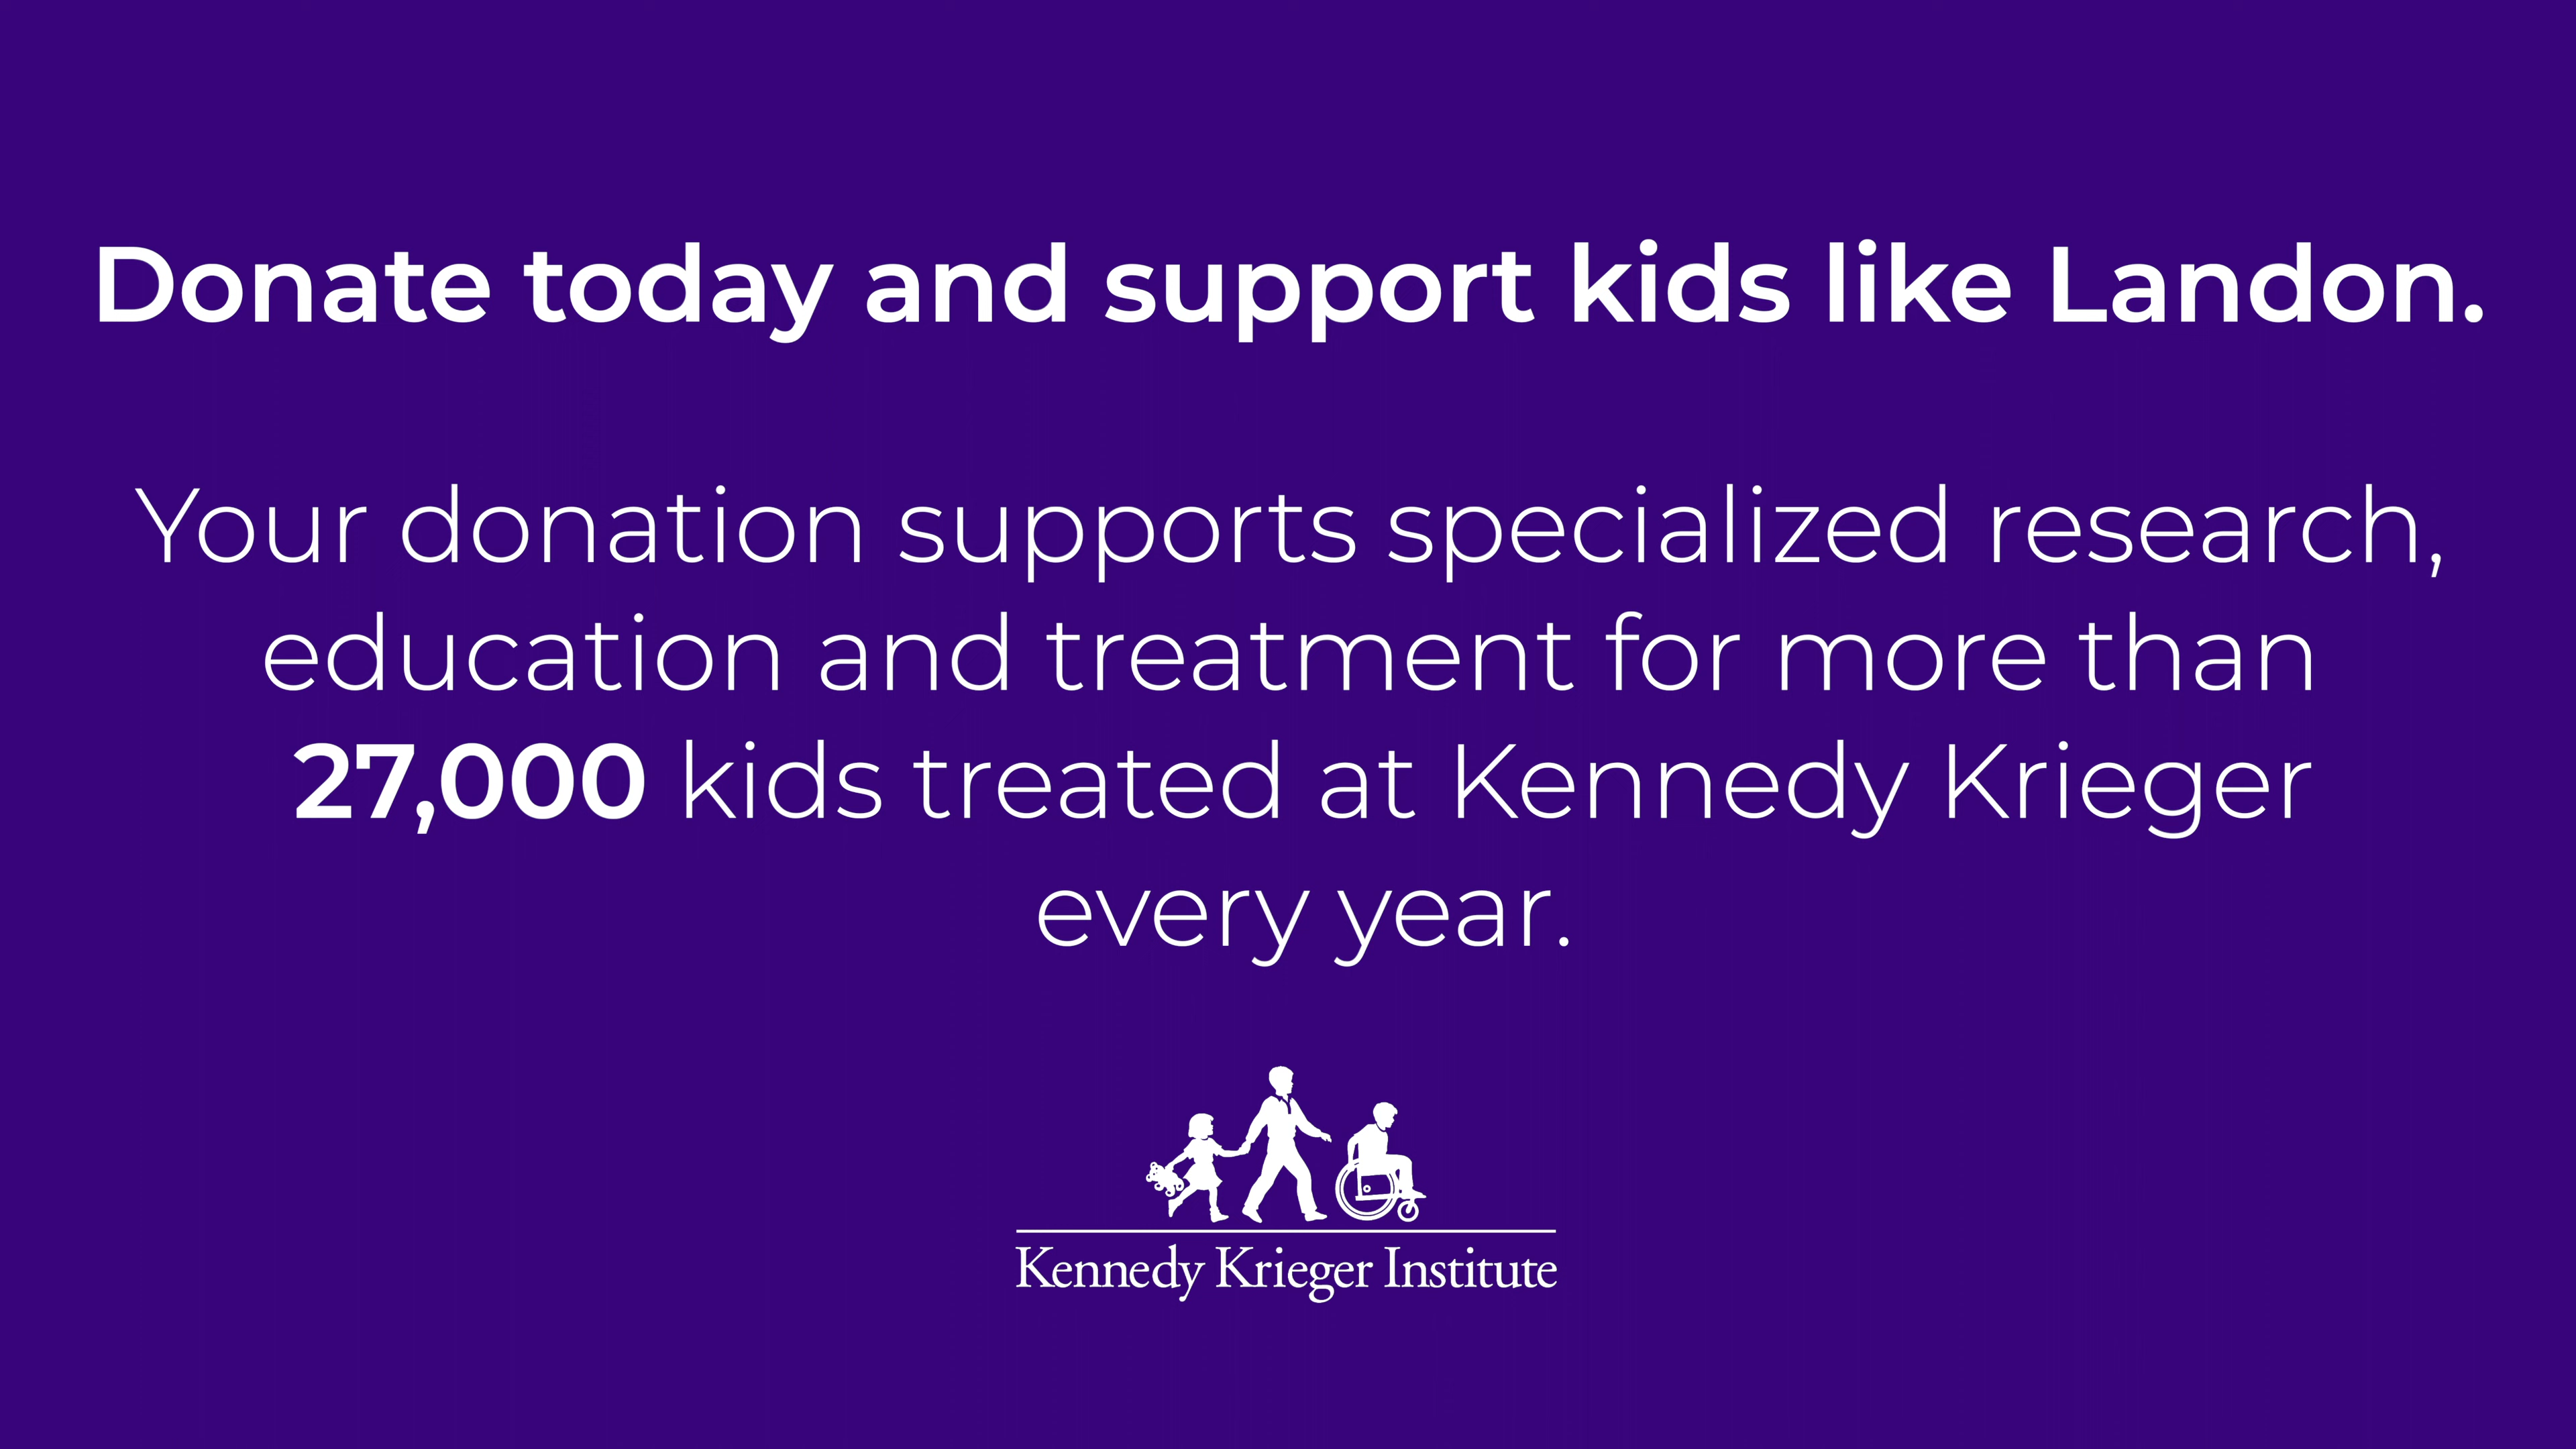 Donate today and support kids like Landon.
Your donation supports specialized research,
education and treatment for more than
27,000 kids treated at Kennedy Krieger
every year.
Kennedy Krieger Institute